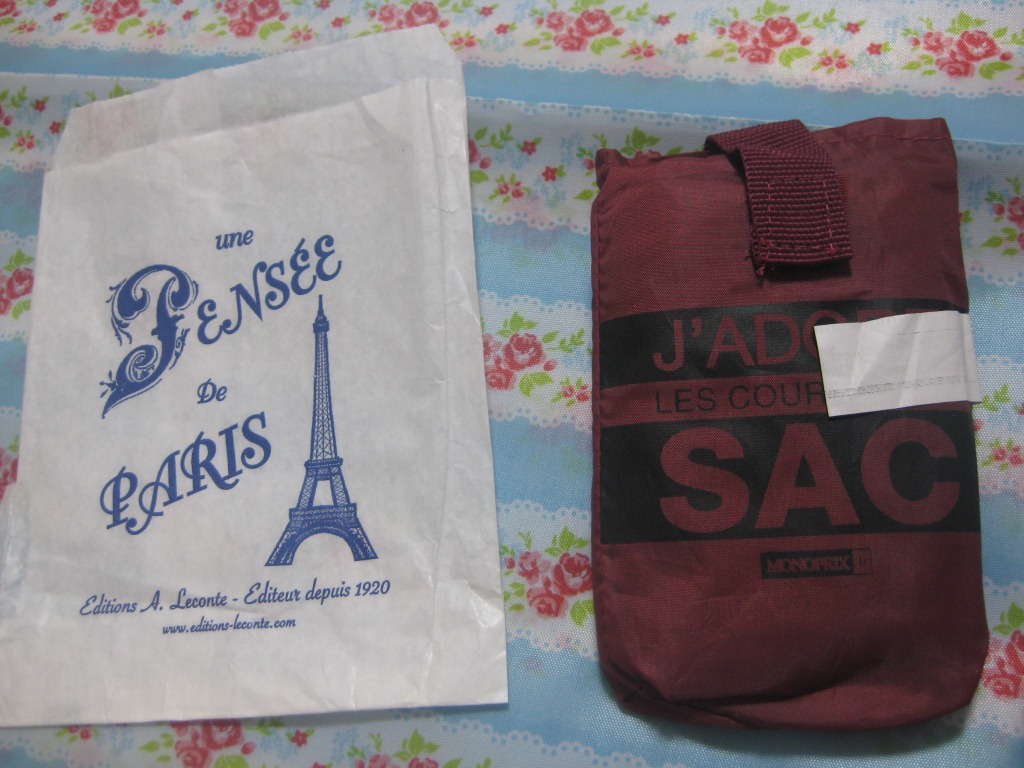 une
PENSÉE
De
PARIS
Editions A. Leconte - Editeur depuis 1920
www.editions-leconte.com
J'ADO
LES COUR
SAC
MONOPRIX